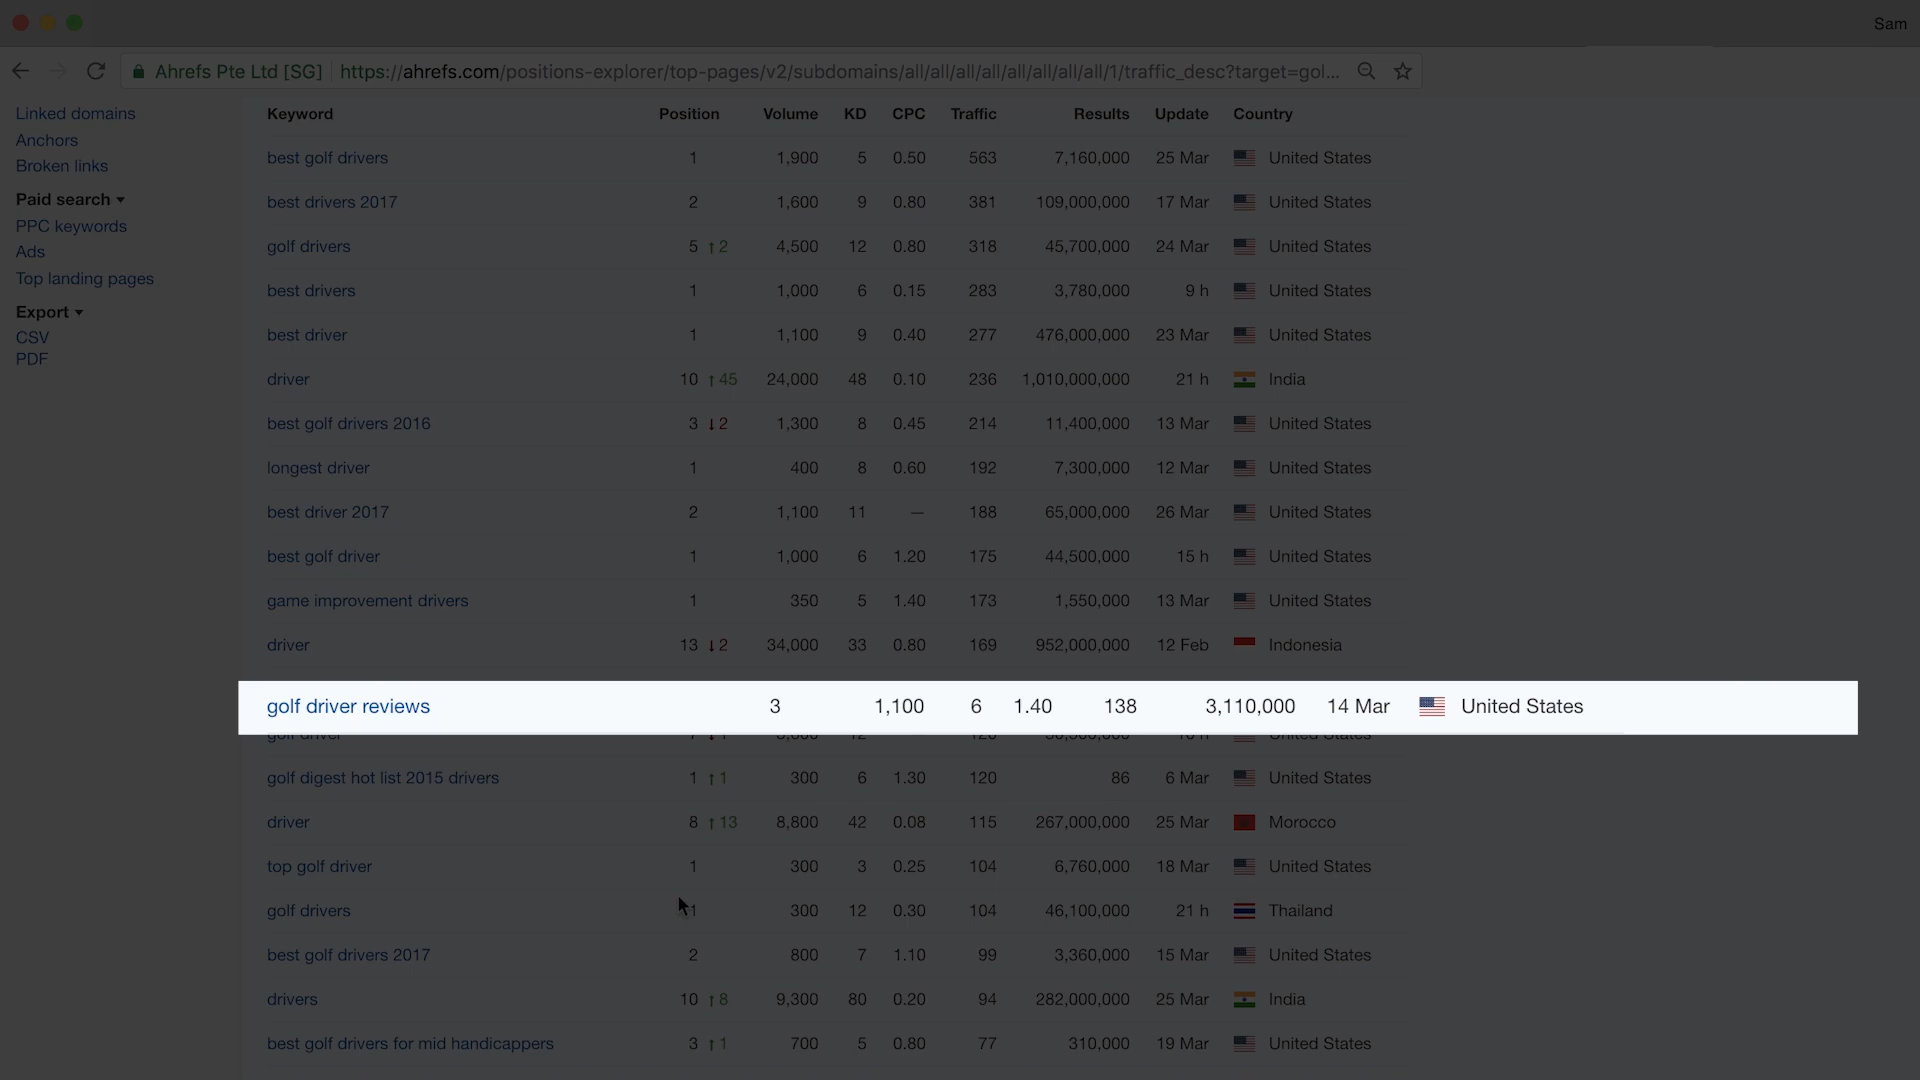 Sam
Ahrefs Pte Ltd [SG] https://ahrefs.com/positions-explorer/top-pages/v2/subdomains/all/all/all/all/all/all/all/all/1/traffic_desc?target=gol...
Linked domains
Anchors
Broken links
Paid search
PPC keywords
Ads
Top landing pages
Export
CSV
PDF
Keyword Position Volume KD CPC Traffic Results Update Country
best golf drivers 1 1,900 5 0.50 563 7,160,000 25 Mar United States
best drivers 2017 2 1,600 9 0.80 381 109,000,000 17 Mar United States
golf drivers 5 ↑2 4,500 12 0.80 318 45,700,000 24 Mar United States
best drivers 1 1,000 6 0.15 283 3,780,000 9 h United States
best driver 1 1,100 9 0.40 277 476,000,000 23 Mar United States
driver 10 ↑45 24,000 48 0.10 236 1,010,000,000 21 h India
best golf drivers 2016 3 ↓2 1,300 8 0.45 214 11,400,000 13 Mar United States
longest driver 1 400 8 0.60 192 7,300,000 12 Mar United States
best driver 2017 2 1,100 11 — 188 65,000,000 26 Mar United States
best golf driver 1 1,000 6 1.20 175 44,500,000 15 h United States
game improvement drivers 1 350 5 1.40 173 1,550,000 13 Mar United States
driver 13 ↓2 34,000 33 0.80 169 952,000,000 12 Feb Indonesia
golf driver reviews 3 1,100 6 1.40 138 3,110,000 14 Mar United States
golf driver United States
golf digest hot list 2015 drivers 1 ↑1 300 6 1.30 120 86 6 Mar United States
driver 8 ↑13 8,800 42 0.08 115 267,000,000 25 Mar Morocco
top golf driver 1 300 3 0.25 104 6,760,000 18 Mar United States
golf drivers 1 300 12 0.30 104 46,100,000 21 h Thailand
best golf drivers 2017 2 800 7 1.10 99 3,360,000 15 Mar United States
drivers 10 ↑8 9,300 80 0.20 94 282,000,000 25 Mar India
best golf drivers for mid handicappers 3 ↑1 700 5 0.80 77 310,000 19 Mar United States